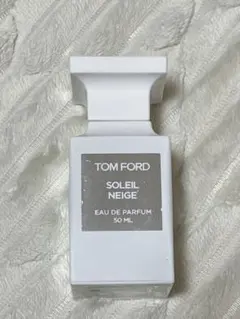 TOM FORD
SOLEIL
NEIGE
EAU DE PARFUM
50 ML